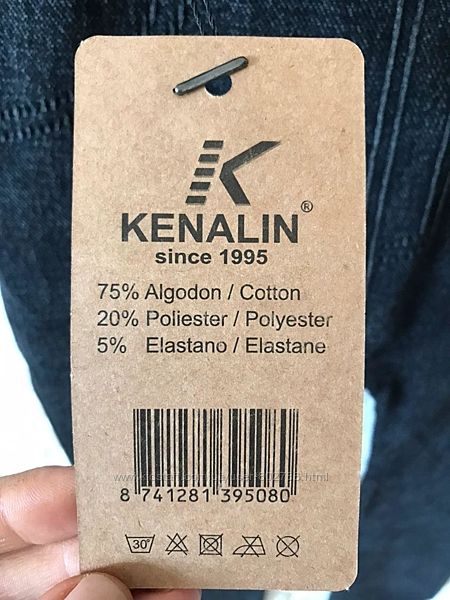 KENALIN®
since 1995
75% Algodon / Cotton
20% Poliester / Polyester
5% Elastano / Elastane
8 741281 395080
30°